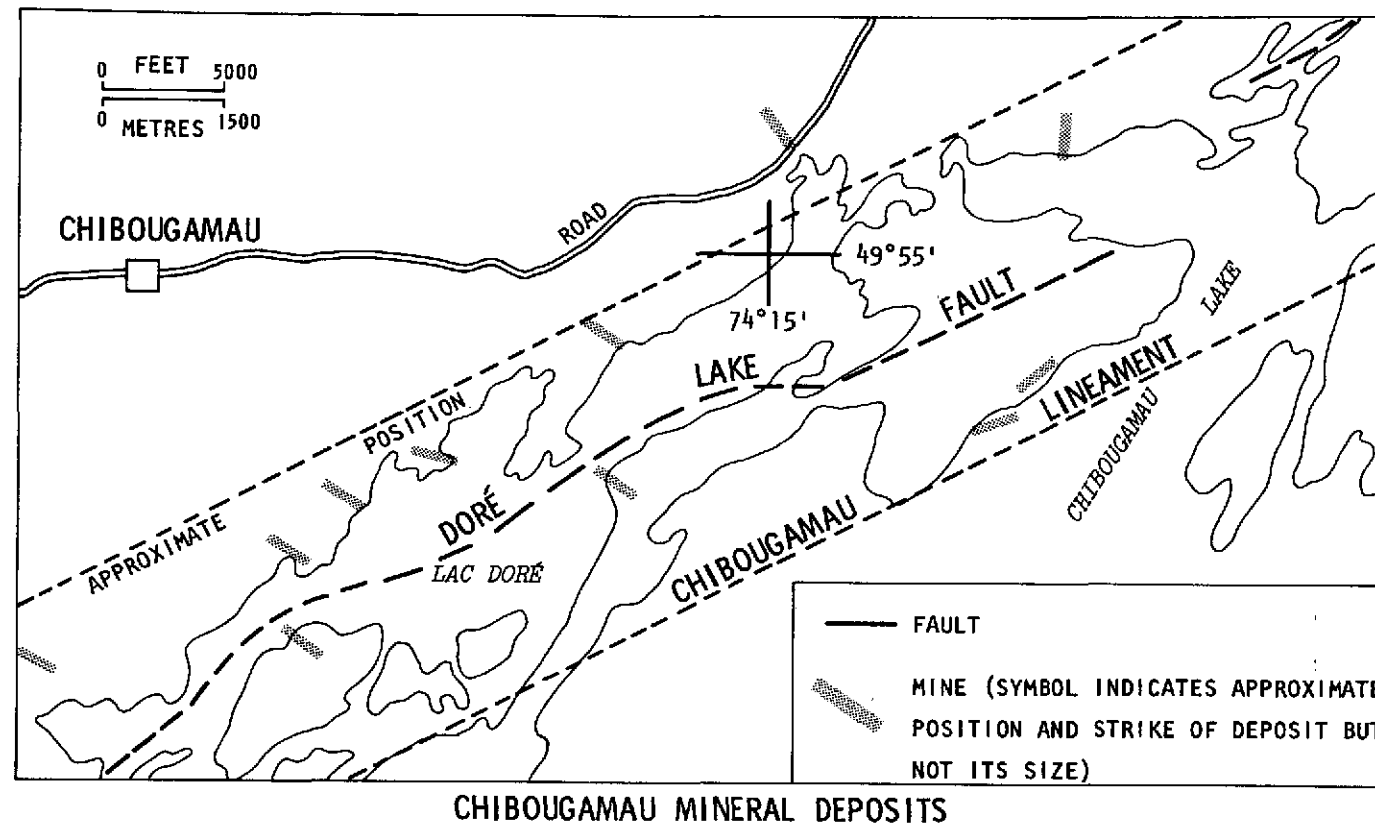 0 FEET 5000
0 METRES 1500
CHIBOUGAMAU
ROAD
49°55'
74°15'
LAKE
FAULT
LAKE
LINEAMENT
POSITION
CHIBOUGAMAU
DORÉ
APPROXIMATE
LAC DORÉ
CHIBOUGAMAU
FAULT
MINE (SYMBOL INDICATES APPROXIMATE
POSITION AND STRIKE OF DEPOSIT BUT
NOT ITS SIZE)
CHIBOUGAMAU MINERAL DEPOSITS